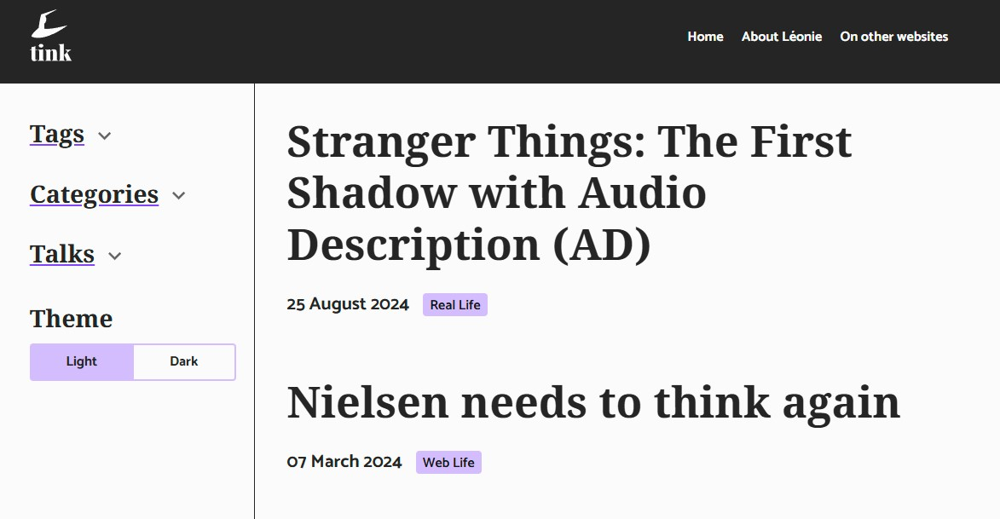 tink
Home About Léonie On other websites
Tags
Categories
Talks
Theme
Light Dark
Stranger Things: The First
Shadow with Audio
Description (AD)
25 August 2024 Real Life
Nielsen needs to think again
07 March 2024 Web Life